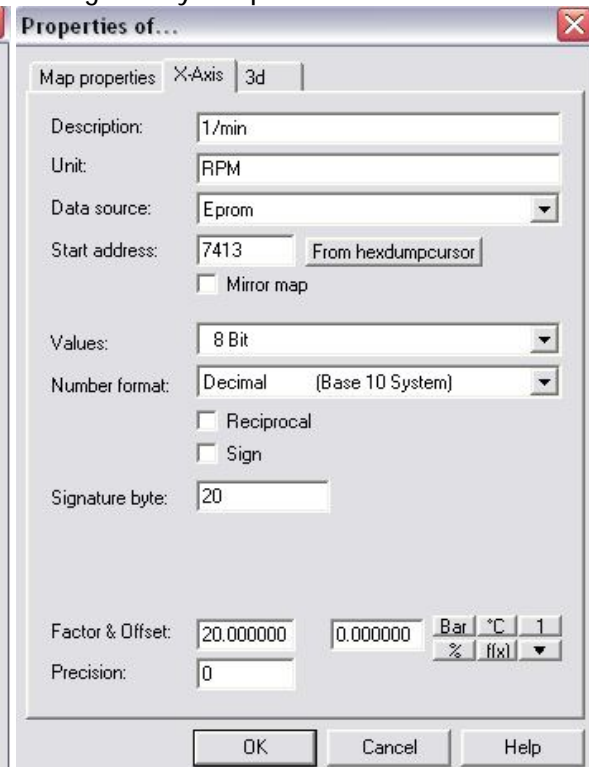 Properties of...
Map properties X-Axis 3d
Description: 1/min
Unit: RPM
Data source: Eprom
Start address: 7413 From hexdumpcursor
Mirror map
Values: 8 Bit
Number format: Decimal (Base 10 System)
Reciprocal
Sign
Signature byte: 20
Factor & Offset: 20.000000 0.000000 Bar °C 1
% f(x)
Precision: 0
OK Cancel Help